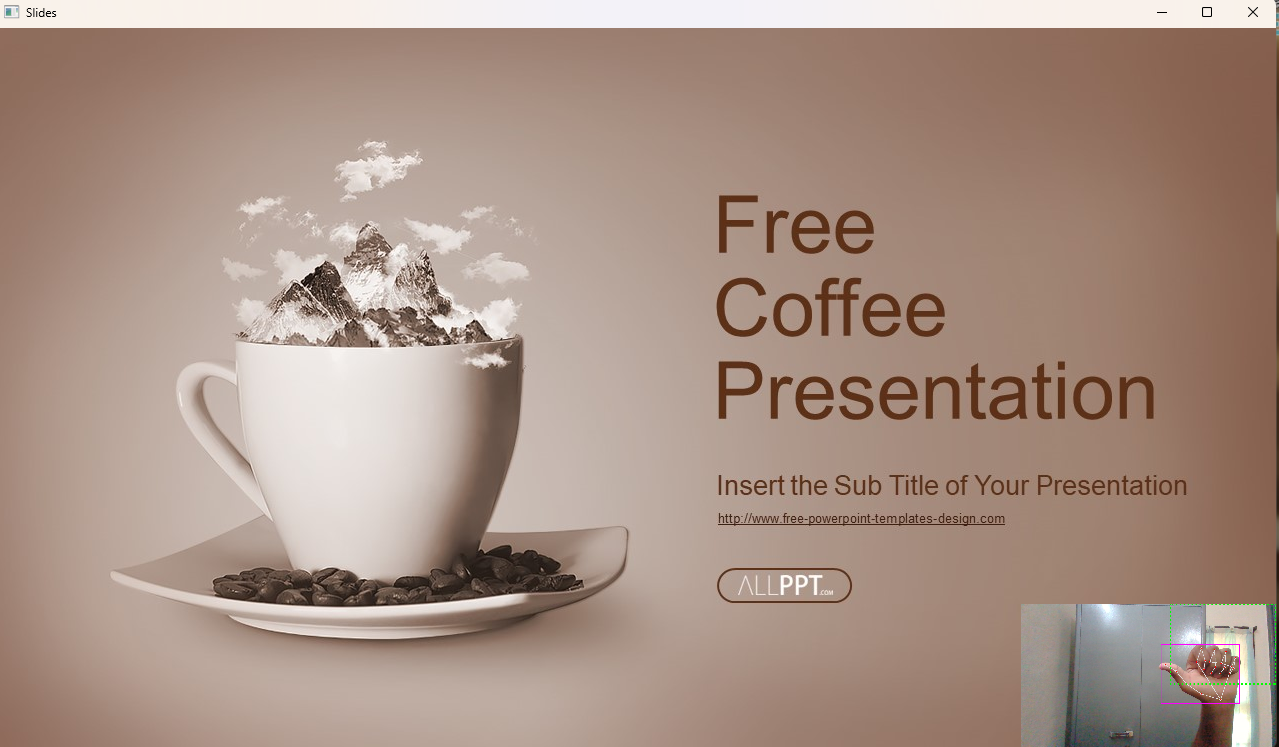 Slides
Free
Coffee
Presentation
Insert the Sub Title of Your Presentation
http://www.free-powerpoint-templates-design.com
ALLPPT.COM